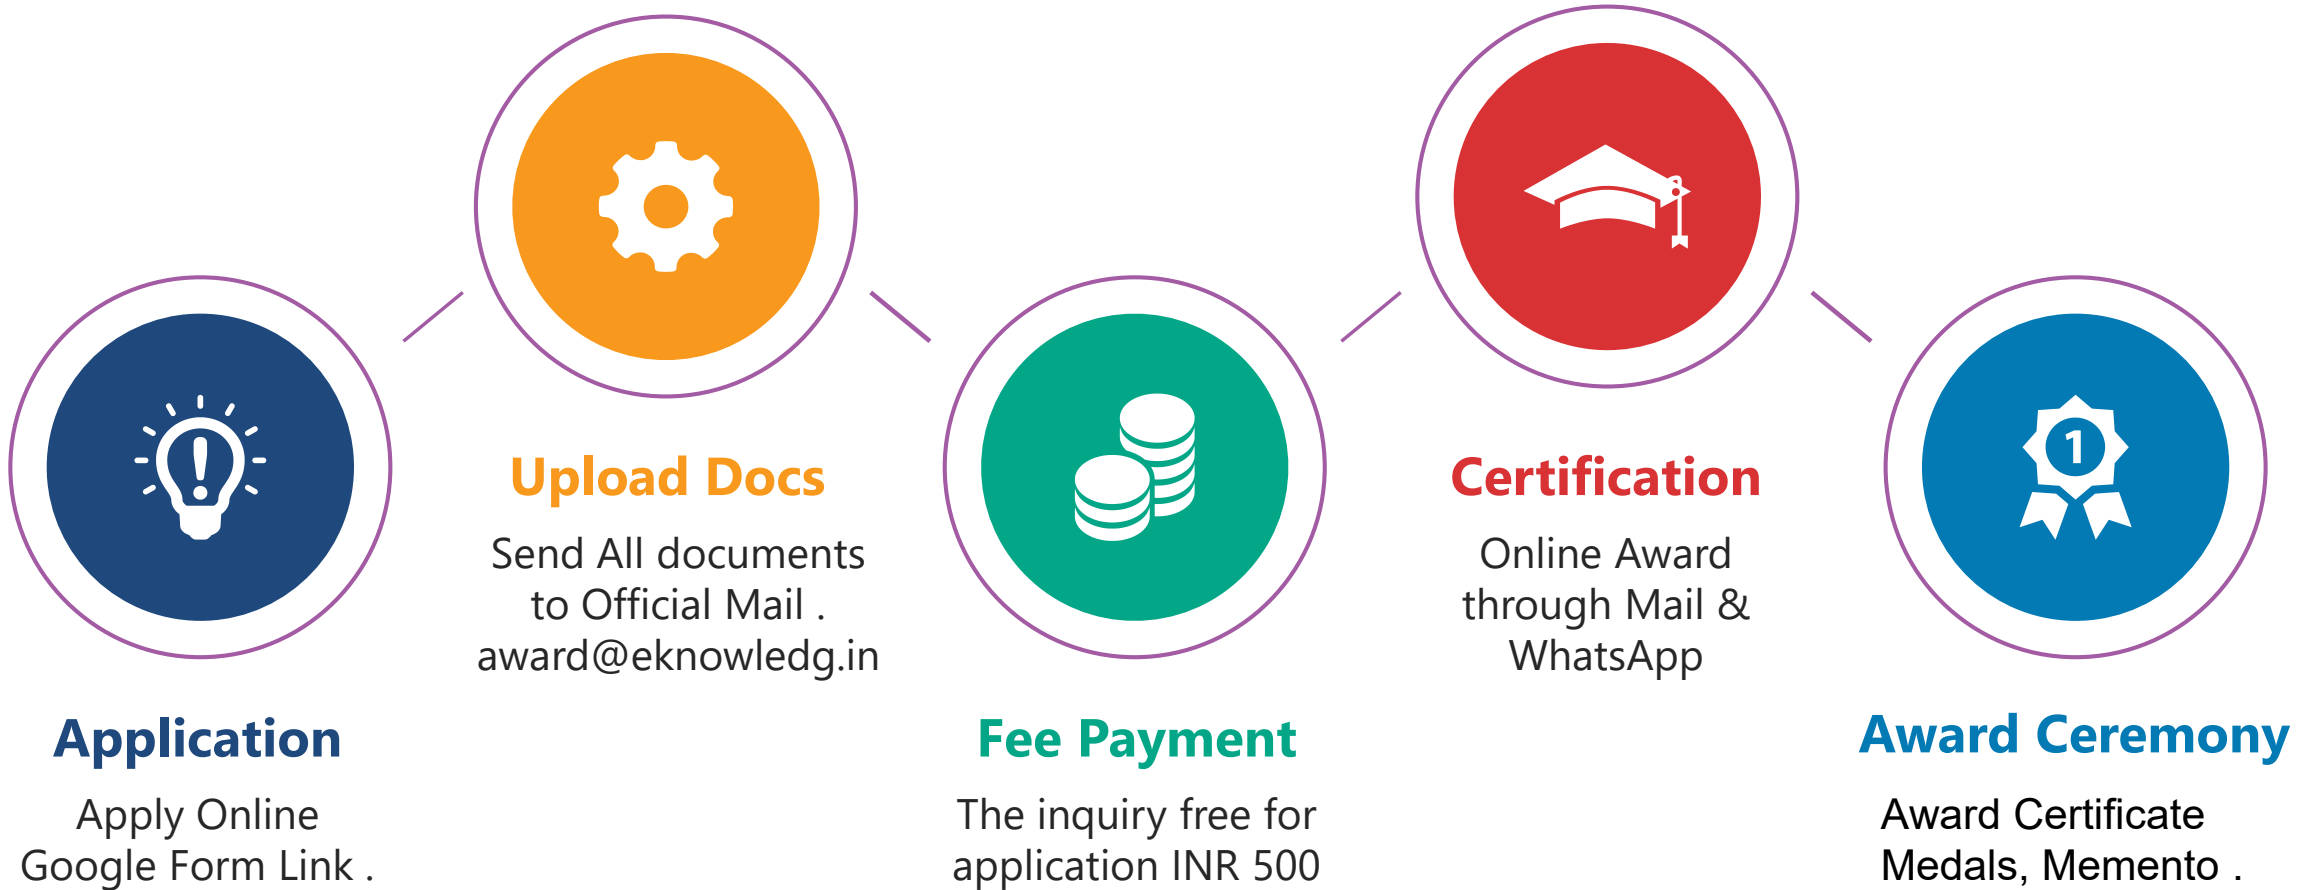 Application
Apply Online
Google Form Link .
Upload Docs
Send All documents
to Official Mail .
award@eknowledg.in
Fee Payment
The inquiry free for
application INR 500
Certification
Online Award
through Mail &
WhatsApp
1
Award Ceremony
Award Certificate
Medals, Memento .